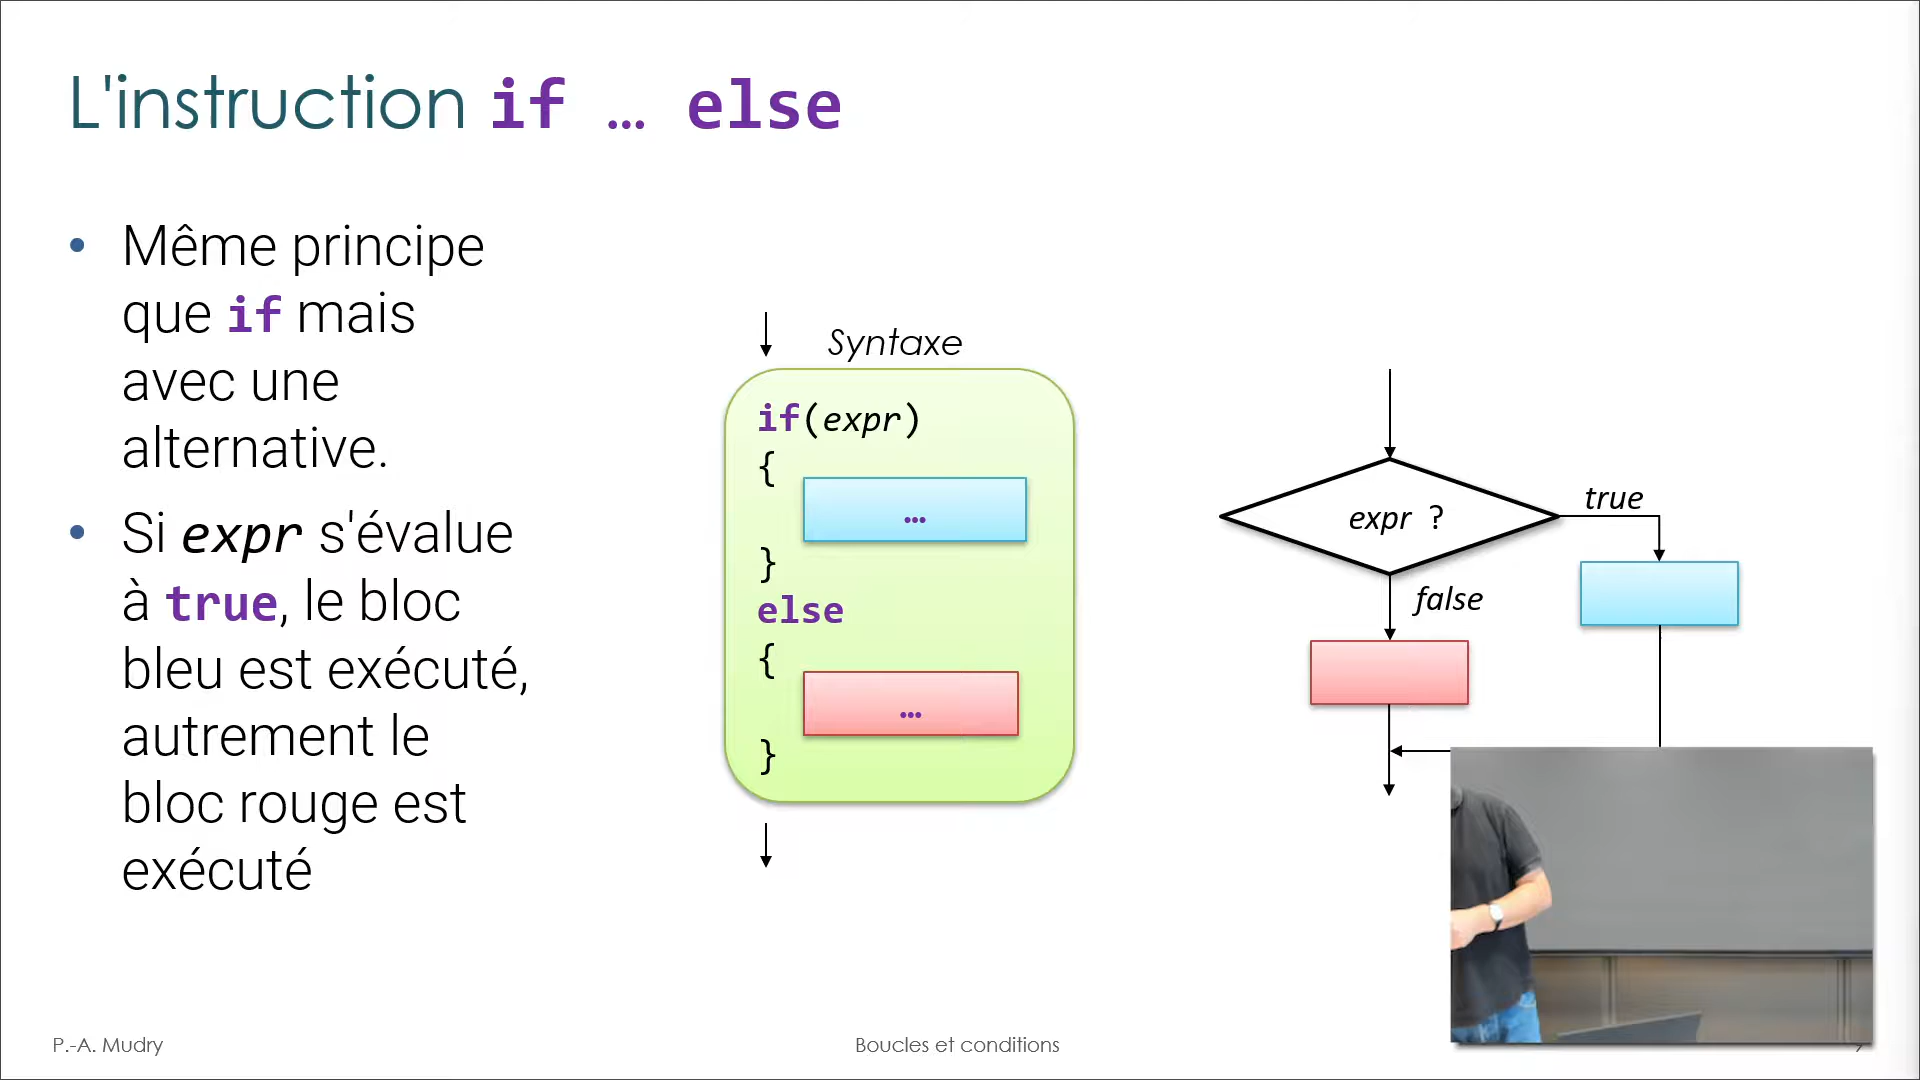 L'instruction if … else
• Même principe
que if mais
avec une
alternative.
• Si expr s'évalue
à true, le bloc
bleu est exécuté,
autrement le
bloc rouge est
exécuté
Syntaxe
if(expr)
{
…
}
else
{
…
}
expr ?
true
false
P.-A. Mudry
Boucles et conditions